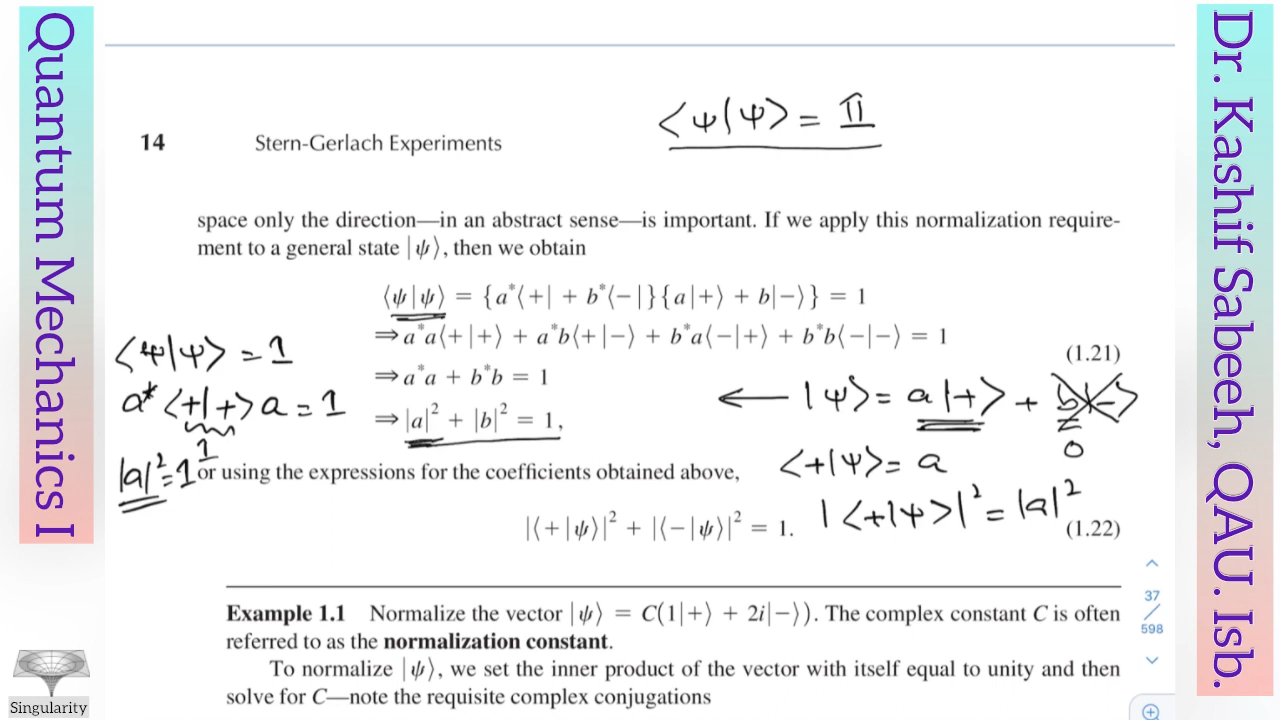 Quantum Mechanics I
⟨ψ|ψ⟩ = 𝟙
14 Stern-Gerlach Experiments
space only the direction—in an abstract sense—is important. If we apply this normalization require-
ment to a general state |ψ⟩, then we obtain
⟨ψ|ψ⟩ = {a*⟨+| + b*⟨−|}{a|+⟩ + b|−⟩} = 1
⇒ a*a⟨+|+⟩ + a*b⟨+|−⟩ + b*a⟨−|+⟩ + b*b⟨−|−⟩ = 1
(1.21)
⇒ a*a + b*b = 1
⇒ |a|² + |b|² = 1,
⟨ψ|ψ⟩ = 1
a* ⟨+|+⟩ a = 1
1
|a|² = 1
← |ψ⟩ = a|+⟩ + b|−⟩
0
⟨+|ψ⟩ = a
|⟨+|ψ⟩|² = |a|²
or using the expressions for the coefficients obtained above,
|⟨+|ψ⟩|² + |⟨−|ψ⟩|² = 1.
(1.22)
Example 1.1 Normalize the vector |ψ⟩ = C(1|+⟩ + 2i|−⟩). The complex constant C is often
referred to as the normalization constant.
To normalize |ψ⟩, we set the inner product of the vector with itself equal to unity and then
solve for C—note the requisite complex conjugations
37
/
598
Singularity
Dr. Kashif Sabeeh, QAU. Isb.